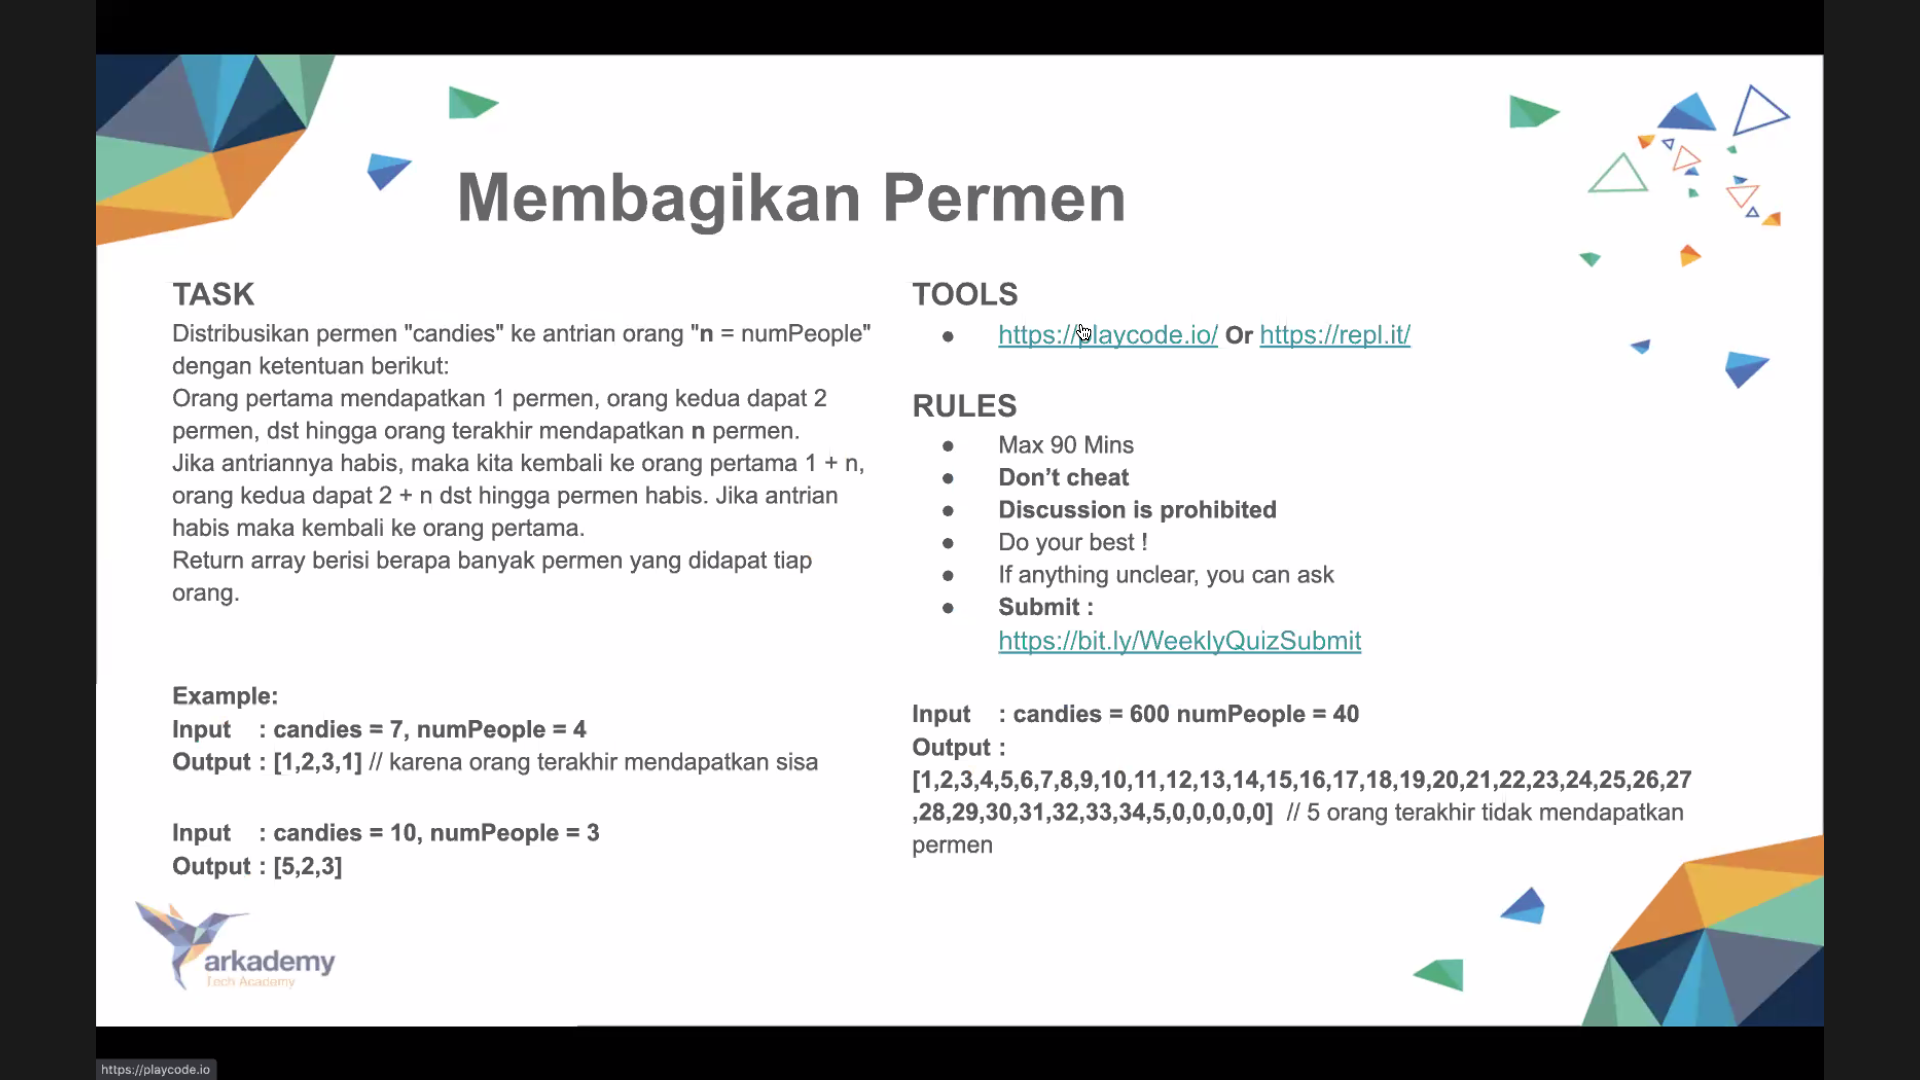 Membagikan Permen
TASK
Distribusikan permen "candies" ke antrian orang "n = numPeople"
dengan ketentuan berikut:
Orang pertama mendapatkan 1 permen, orang kedua dapat 2
permen, dst hingga orang terakhir mendapatkan n permen.
Jika antriannya habis, maka kita kembali ke orang pertama 1 + n,
orang kedua dapat 2 + n dst hingga permen habis. Jika antrian
habis maka kembali ke orang pertama.
Return array berisi berapa banyak permen yang didapat tiap
orang.
Example:
Input : candies = 7, numPeople = 4
Output : [1,2,3,1] // karena orang terakhir mendapatkan sisa
Input : candies = 10, numPeople = 3
Output : [5,2,3]
arkademy
Tech Academy
TOOLS
● https://playcode.io/ Or https://repl.it/
RULES
● Max 90 Mins
● Don’t cheat
● Discussion is prohibited
● Do your best !
● If anything unclear, you can ask
● Submit :
https://bit.ly/WeeklyQuizSubmit
Input : candies = 600 numPeople = 40
Output :
[1,2,3,4,5,6,7,8,9,10,11,12,13,14,15,16,17,18,19,20,21,22,23,24,25,26,27
,28,29,30,31,32,33,34,5,0,0,0,0,0] // 5 orang terakhir tidak mendapatkan
permen
https://playcode.io